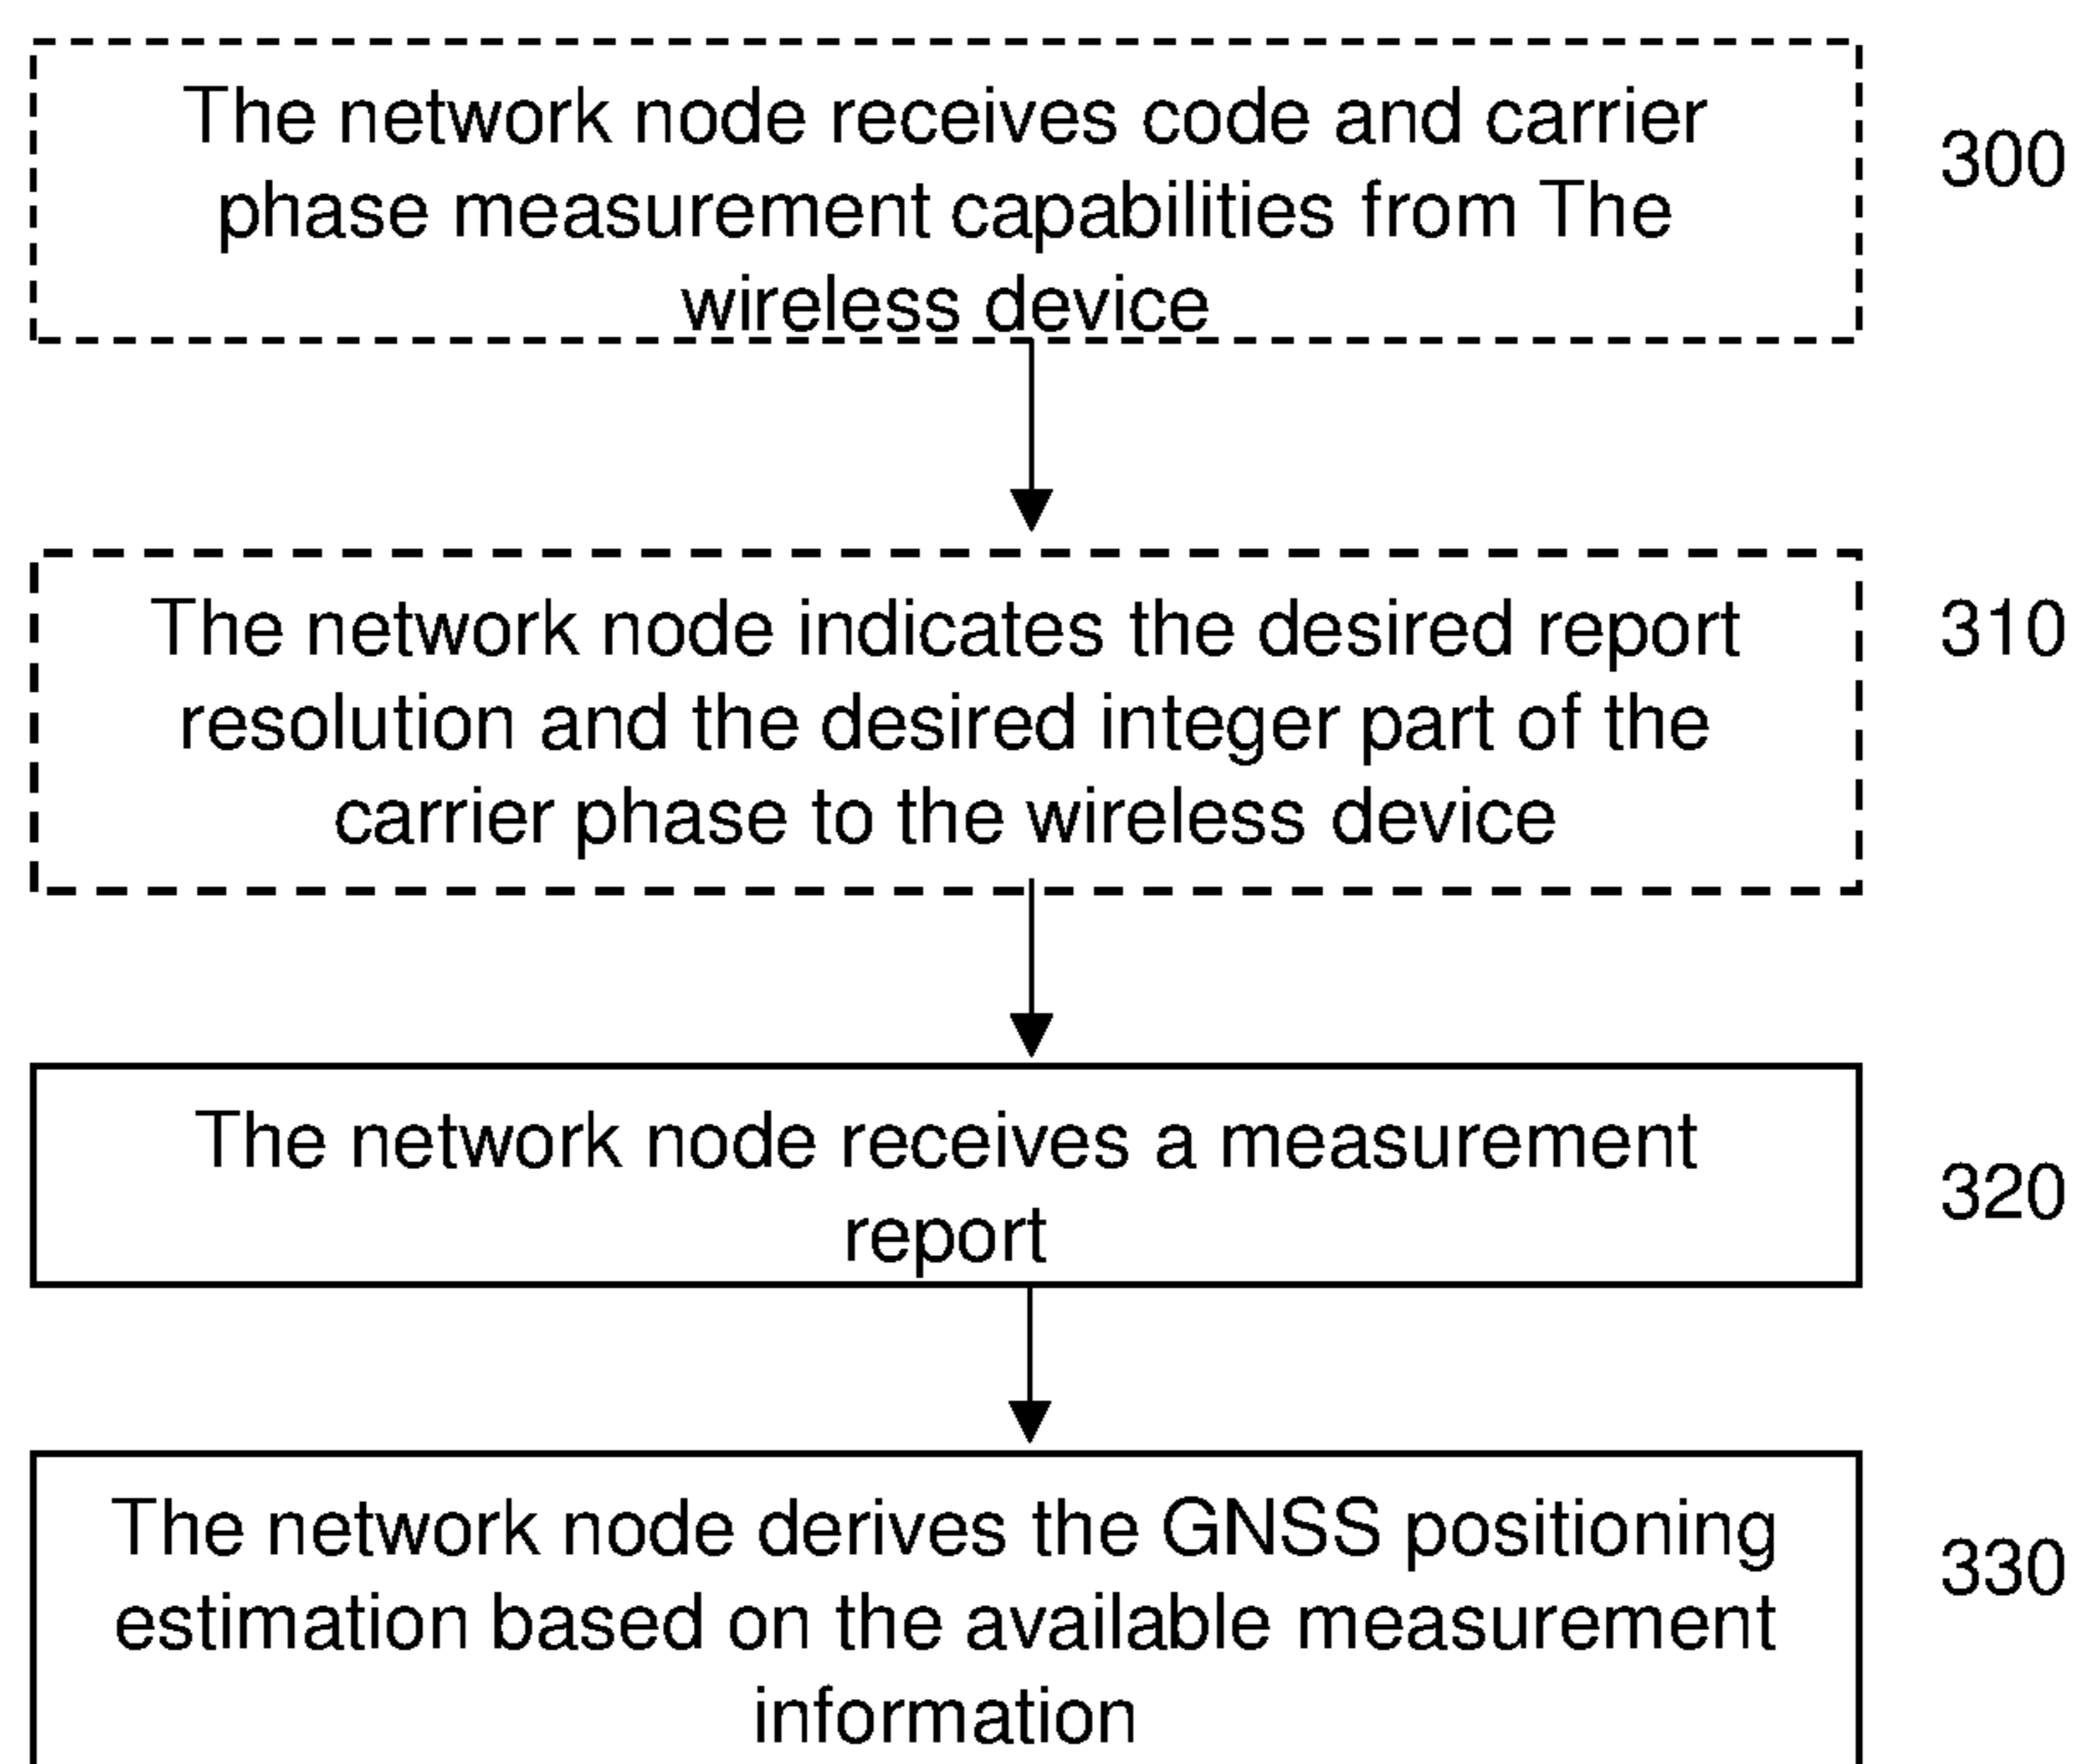 The network node receives code and carrier
phase measurement capabilities from The
wireless device
300
The network node indicates the desired report
resolution and the desired integer part of the
carrier phase to the wireless device
310
The network node receives a measurement
report
320
The network node derives the GNSS positioning
estimation based on the available measurement
information
330